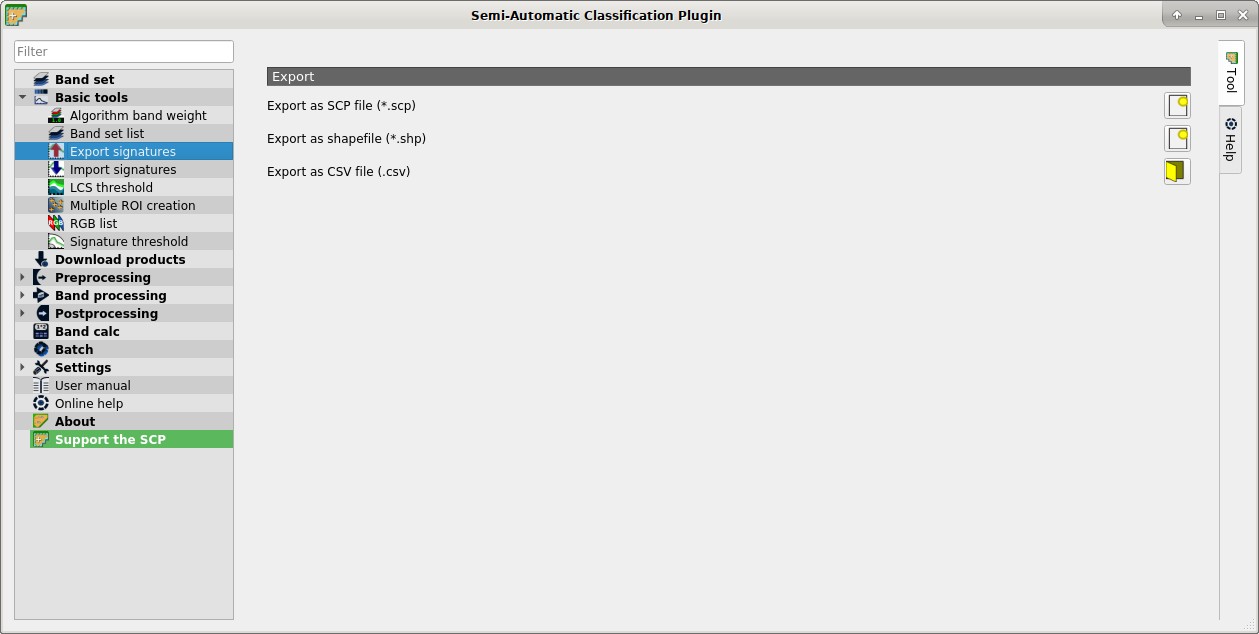 Semi-Automatic Classification Plugin
Filter
Band set
Basic tools
Algorithm band weight
Band set list
Export signatures
Import signatures
LCS threshold
Multiple ROI creation
RGB list
Signature threshold
Download products
Preprocessing
Band processing
Postprocessing
Band calc
Batch
Settings
User manual
Online help
About
Support the SCP
Export
Export as SCP file (*.scp)
Export as shapefile (*.shp)
Export as CSV file (.csv)
Tool
Help